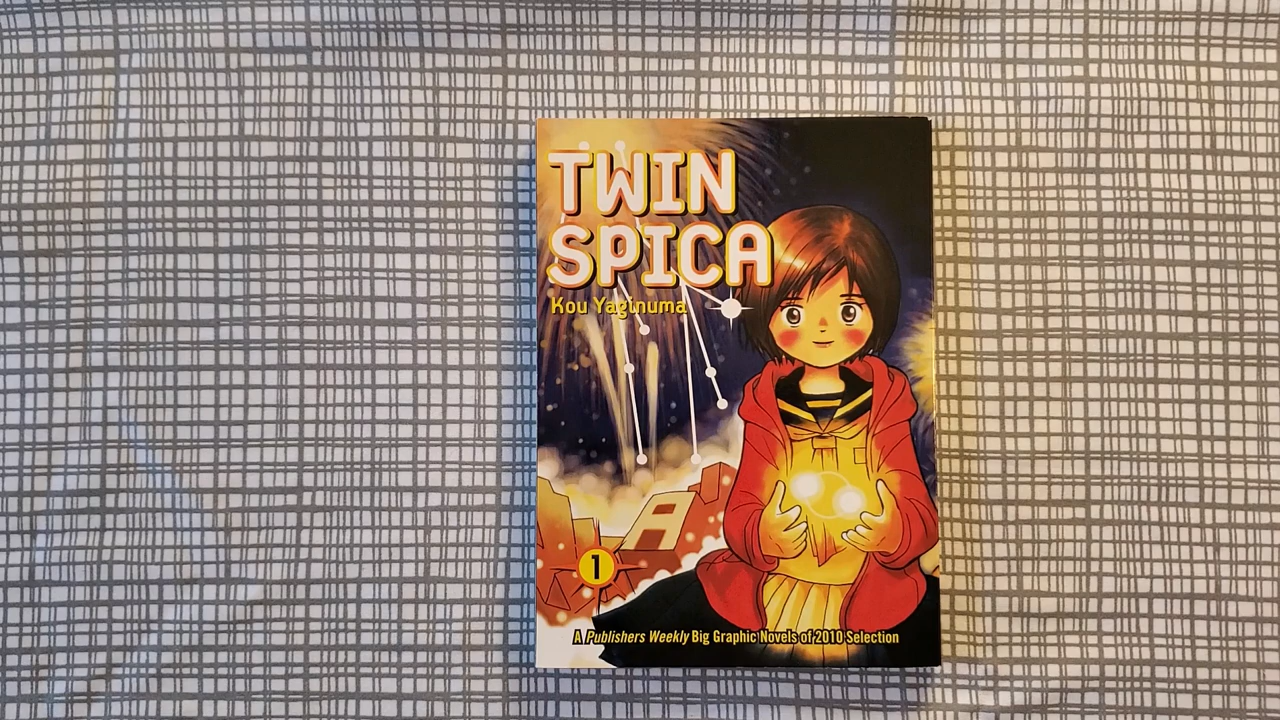 TWIN
SPICA
Kou Yaginuma
1
A Publishers Weekly Big Graphic Novels of 2010 Selection